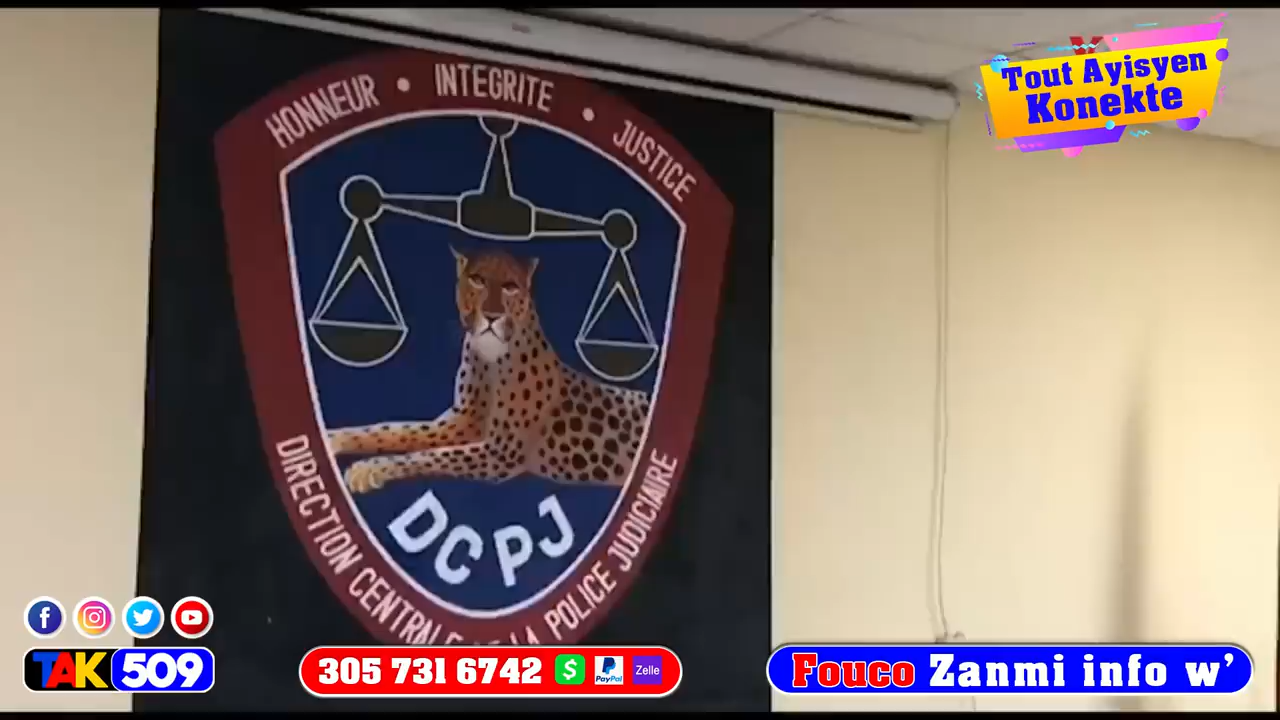 HONNEUR • INTEGRITE • JUSTICE
Tout Ayisyen
Konekte
DCPJ
DIRECTION CENTRALE DE LA POLICE JUDICIAIRE
TAK 509
305 731 6742
PayPal
Zelle
Fouco Zanmi info w'